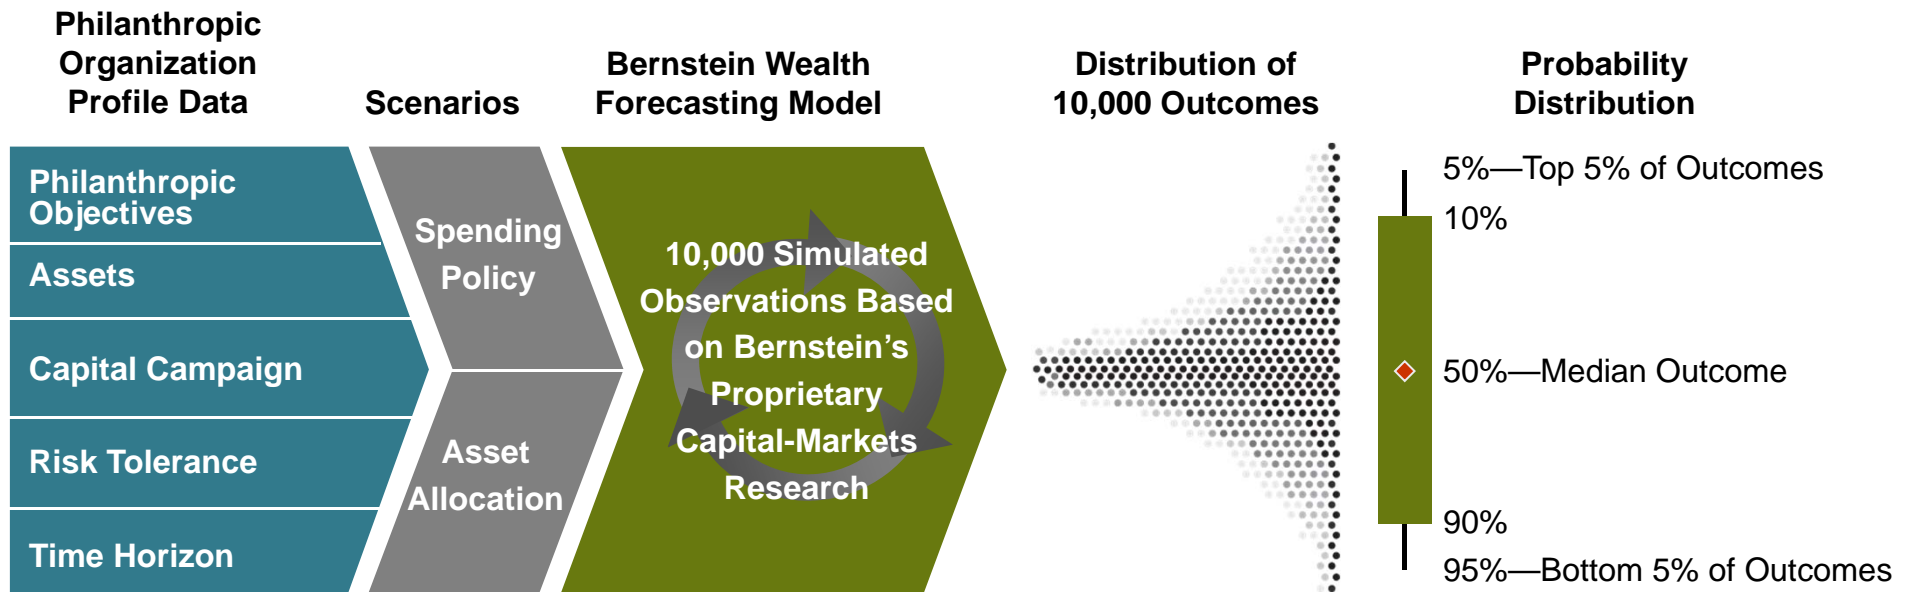 Philanthropic
Organization
Profile Data
Scenarios
Bernstein Wealth
Forecasting Model
Distribution of
10,000 Outcomes
Probability
Distribution
Philanthropic
Objectives
Assets
Capital Campaign
Risk Tolerance
Time Horizon
Spending
Policy
Asset
Allocation
10,000 Simulated
Observations Based
on Bernstein’s
Proprietary
Capital-Markets
Research
5%—Top 5% of Outcomes
10%
50%—Median Outcome
90%
95%—Bottom 5% of Outcomes